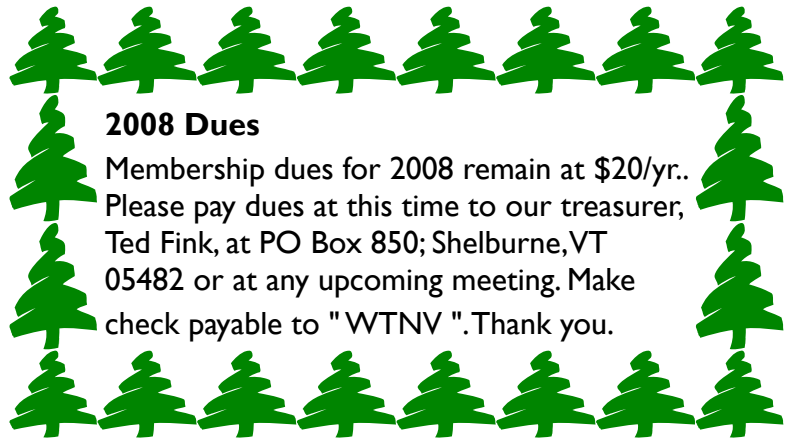 2008 Dues
Membership dues for 2008 remain at $20/yr..
Please pay dues at this time to our treasurer,
Ted Fink, at PO Box 850; Shelburne, VT
05482 or at any upcoming meeting. Make
check payable to " WTNV ". Thank you.